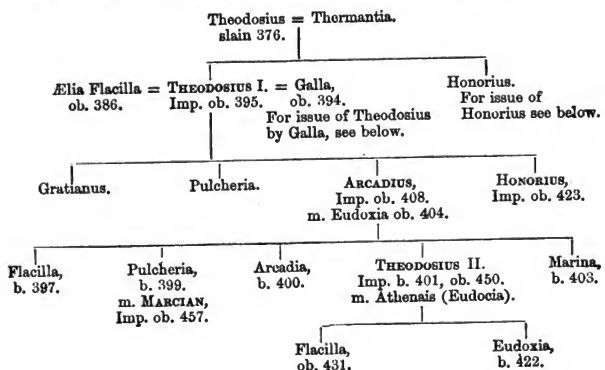 Theodosius = Thermantia.
slain 376.
Ælia Flacilla = THEODOSIUS I. = Galla,
ob. 386. Imp. ob. 395. ob. 394.
For issue of Theodosius
by Galla, see below.
Honorius.
For issue of
Honorius see below.
Gratianus.
Pulcheria.
ARCADIUS,
Imp. ob. 408.
m. Eudoxia ob. 404.
HONORIUS,
Imp. ob. 423.
Flacilla,
b. 397.
Pulcheria,
b. 399.
m. MARCIAN,
Imp. ob. 457.
Arcadia,
b. 400.
THEODOSIUS II.
Imp. b. 401, ob. 450.
m. Athenais (Eudocia).
Marina,
b. 403.
Flacilla,
ob. 431.
Eudoxia,
b. 422.